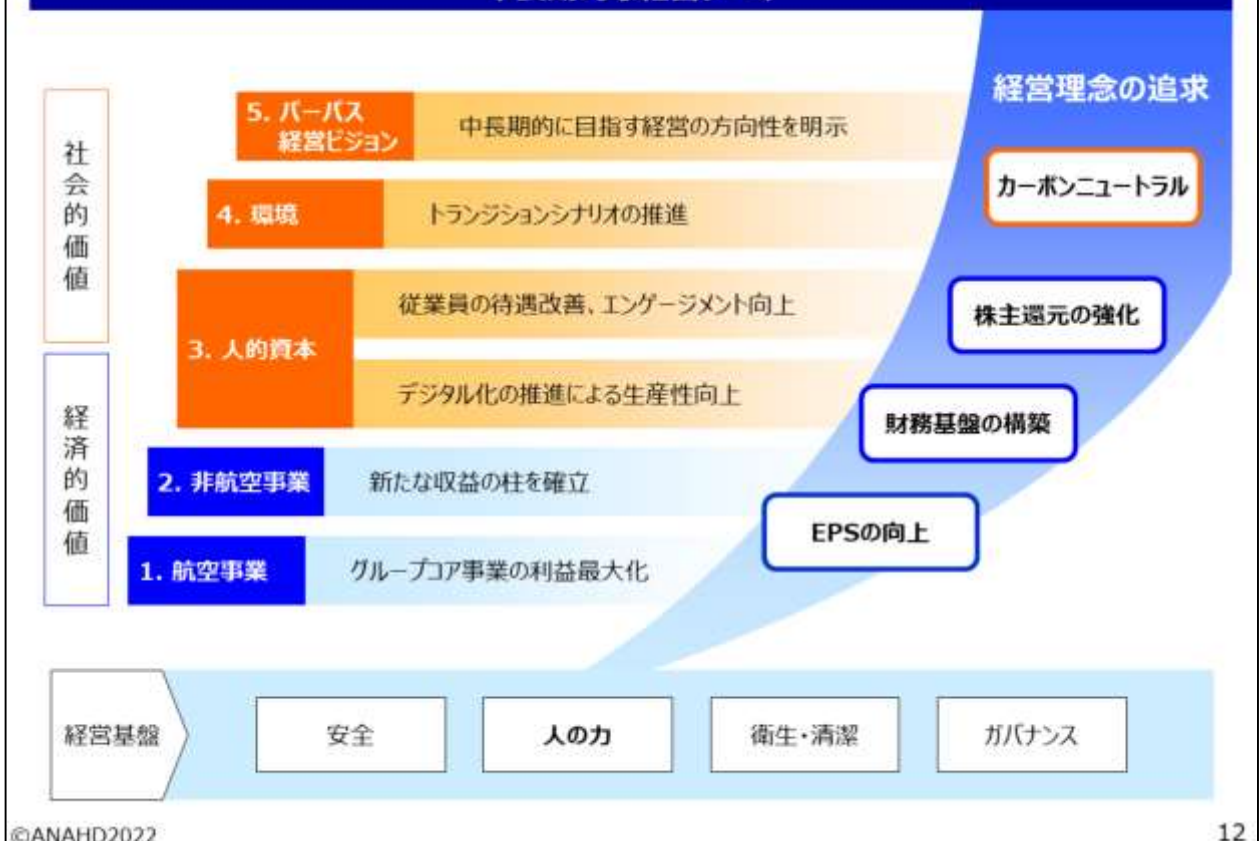 経営理念の追求
社会的価値
5. パーパス
経営ビジョン
中長期的に目指す経営の方向性を明示
カーボンニュートラル
4. 環境
トランジションシナリオの推進
従業員の待遇改善、エンゲージメント向上
株主還元の強化
3. 人的資本
デジタル化の推進による生産性向上
財務基盤の構築
経済的価値
2. 非航空事業
新たな収益の柱を確立
EPSの向上
1. 航空事業
グループコア事業の利益最大化
経営基盤
安全
人の力
衛生・清潔
ガバナンス
©ANAHD2022
12